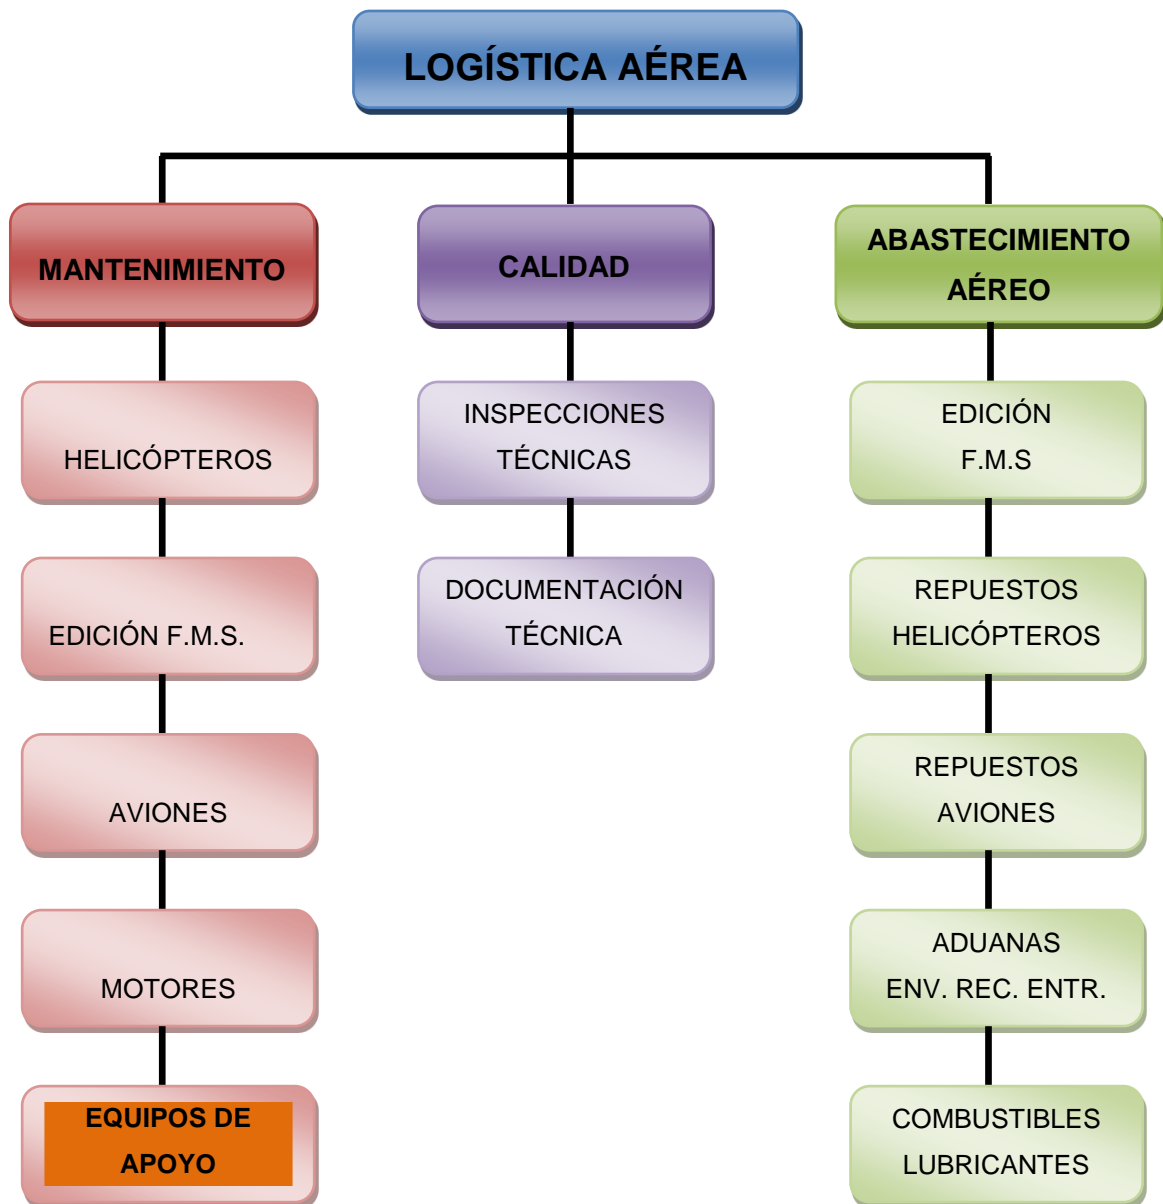 LOGÍSTICA AÉREA
MANTENIMIENTO
HELICÓPTEROS
EDICIÓN F.M.S.
AVIONES
MOTORES
EQUIPOS DE
APOYO
CALIDAD
INSPECCIONES
TÉCNICAS
DOCUMENTACIÓN
TÉCNICA
ABASTECIMIENTO
AÉREO
EDICIÓN
F.M.S
REPUESTOS
HELICÓPTEROS
REPUESTOS
AVIONES
ADUANAS
ENV. REC. ENTR.
COMBUSTIBLES
LUBRICANTES